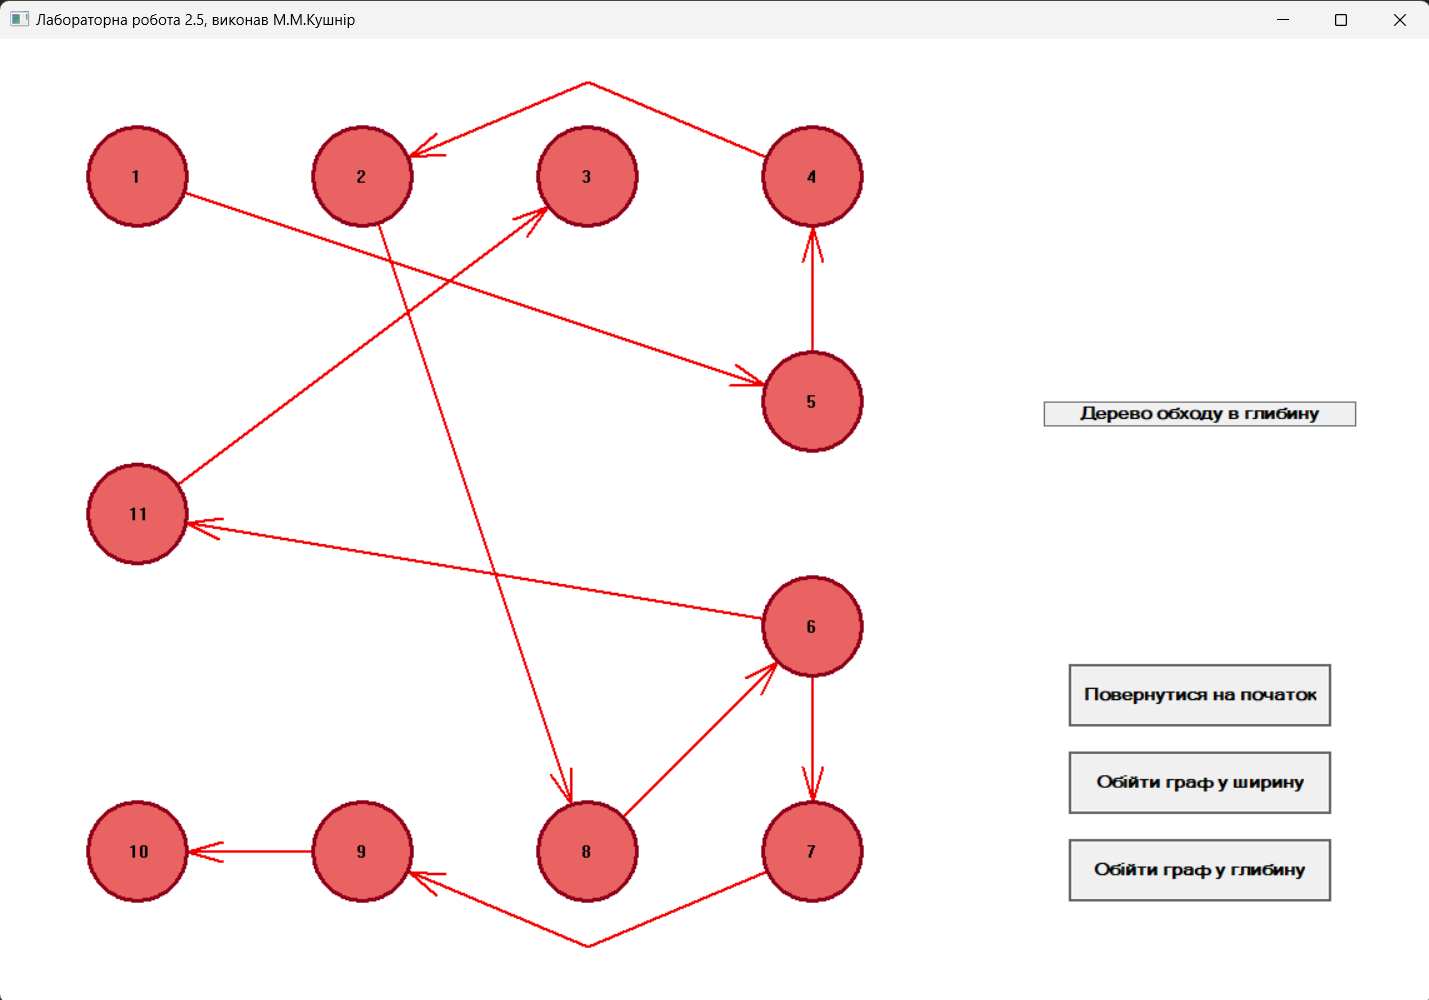 Лабораторна робота 2.5, виконав М.М.Кушнір
1 2 3 4
5
Дерево обходу в глибину
11
6
Повернутися на початок
Обійти граф у ширину
10 9 8 7
Обійти граф у глибину